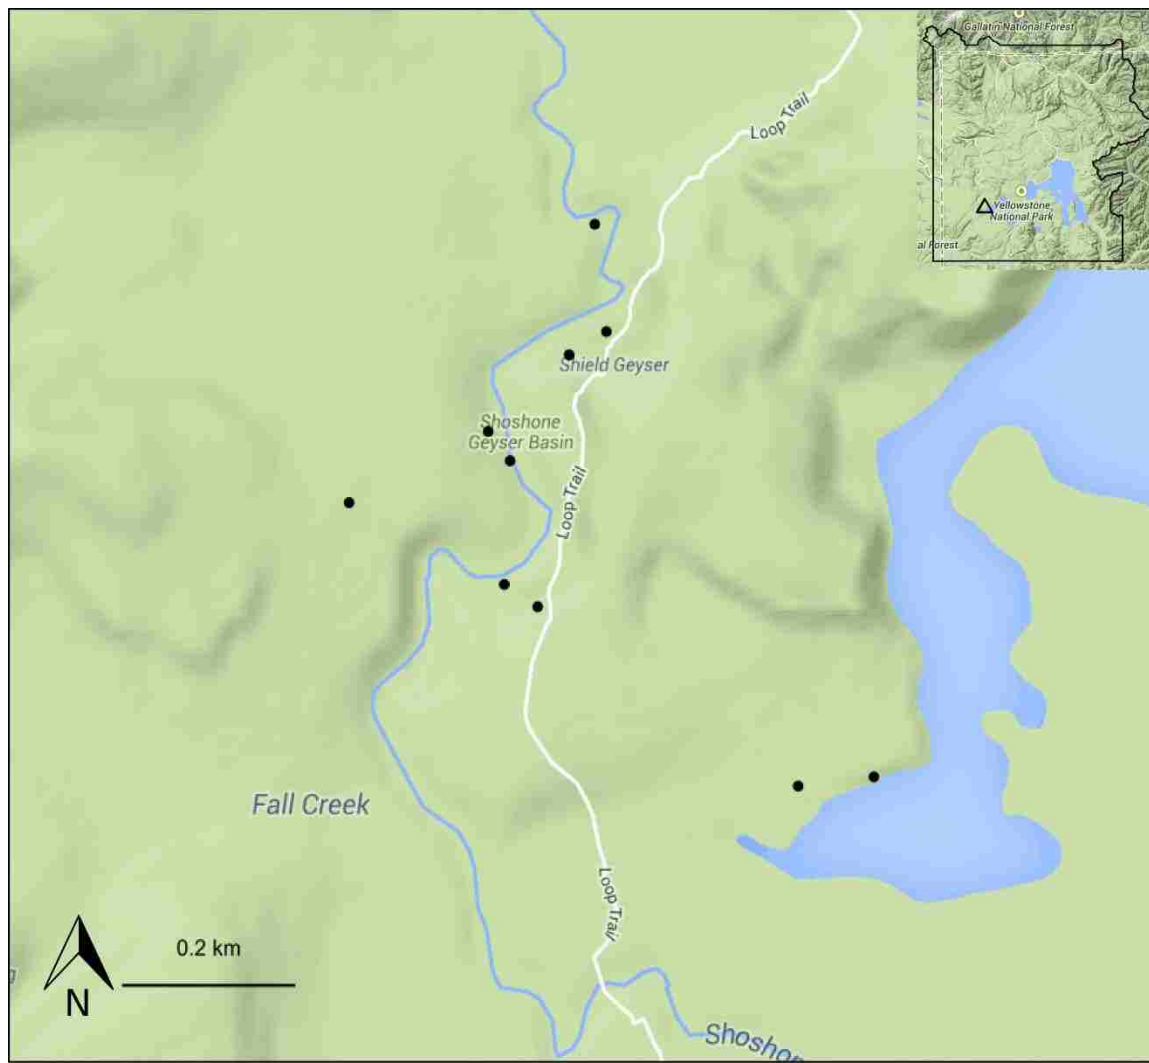 Gallatin National Forest
Yellowstone
National Park
al Forest
Loop Trail
Shield Geyser
Shoshone
Geyser Basin
Loop Trail
Fall Creek
Loop Trail
0.2 km
N
g
Shoshon